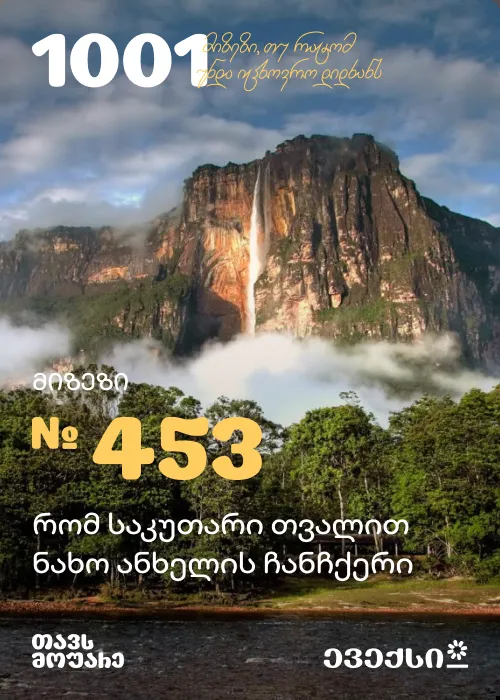 1001 მიზეზი, თუ რატომ
უნდა იცხოვრო დიდხანს
მიზეზი
№ 453
რომ საკუთარი თვალით
ნახო ანხელის ჩანჩქერი
თავს
მოუარე
ევექსი